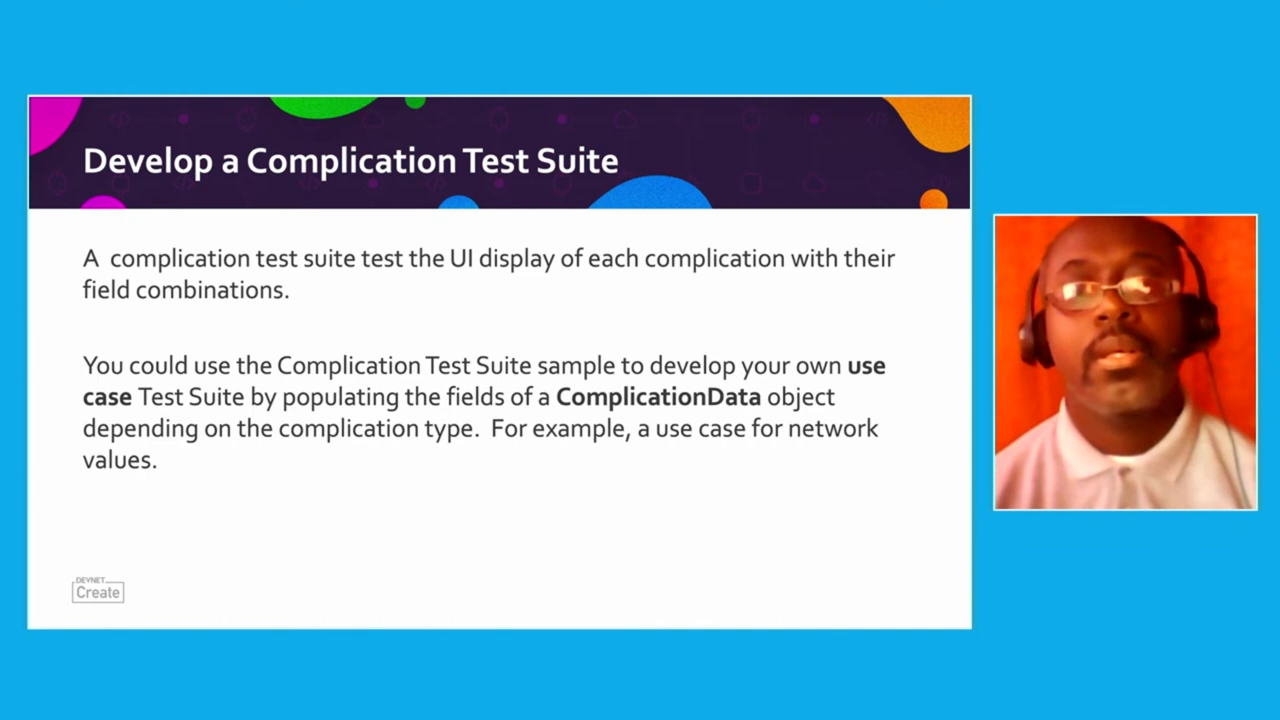 Develop a Complication Test Suite
A complication test suite test the UI display of each complication with their
field combinations.
You could use the Complication Test Suite sample to develop your own use
case Test Suite by populating the fields of a ComplicationData object
depending on the complication type. For example, a use case for network
values.
DEVNET
Create